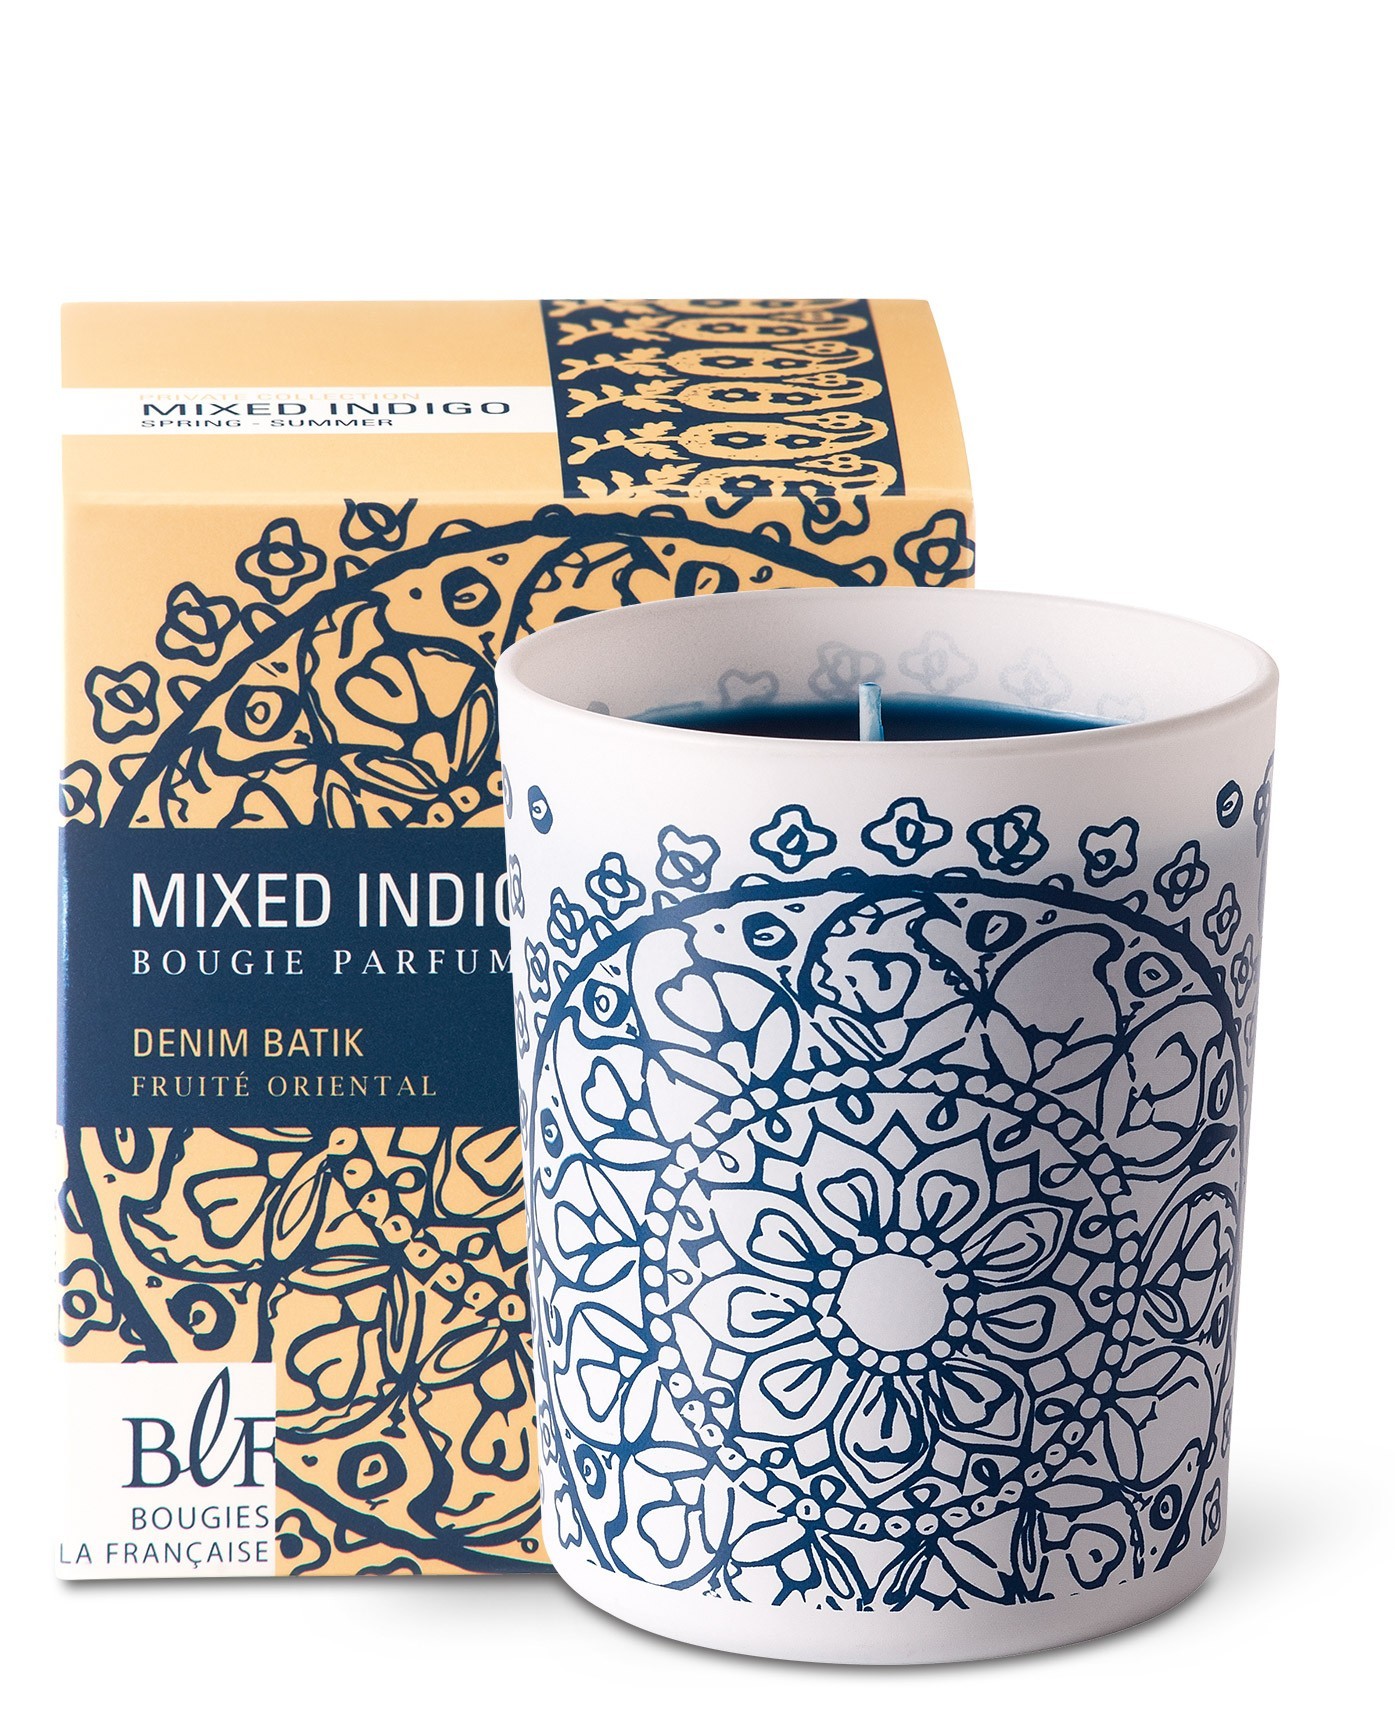 PRIVATE COLLECTION
MIXED INDIGO
SPRING - SUMMER
MIXED INDIG
BOUGIE PARFUM
DENIM BATIK
FRUITÉ ORIENTAL
BlF
BOUGIES
LA FRANÇAISE